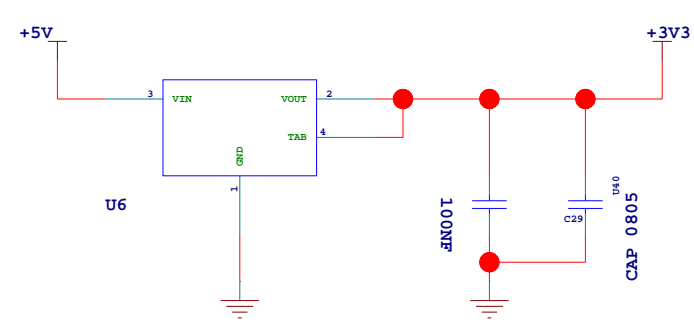 +5V
+3V3
3
VIN
VOUT
2
TAB
4
GND
1
U6
100NF
C29
U40
CAP 0805